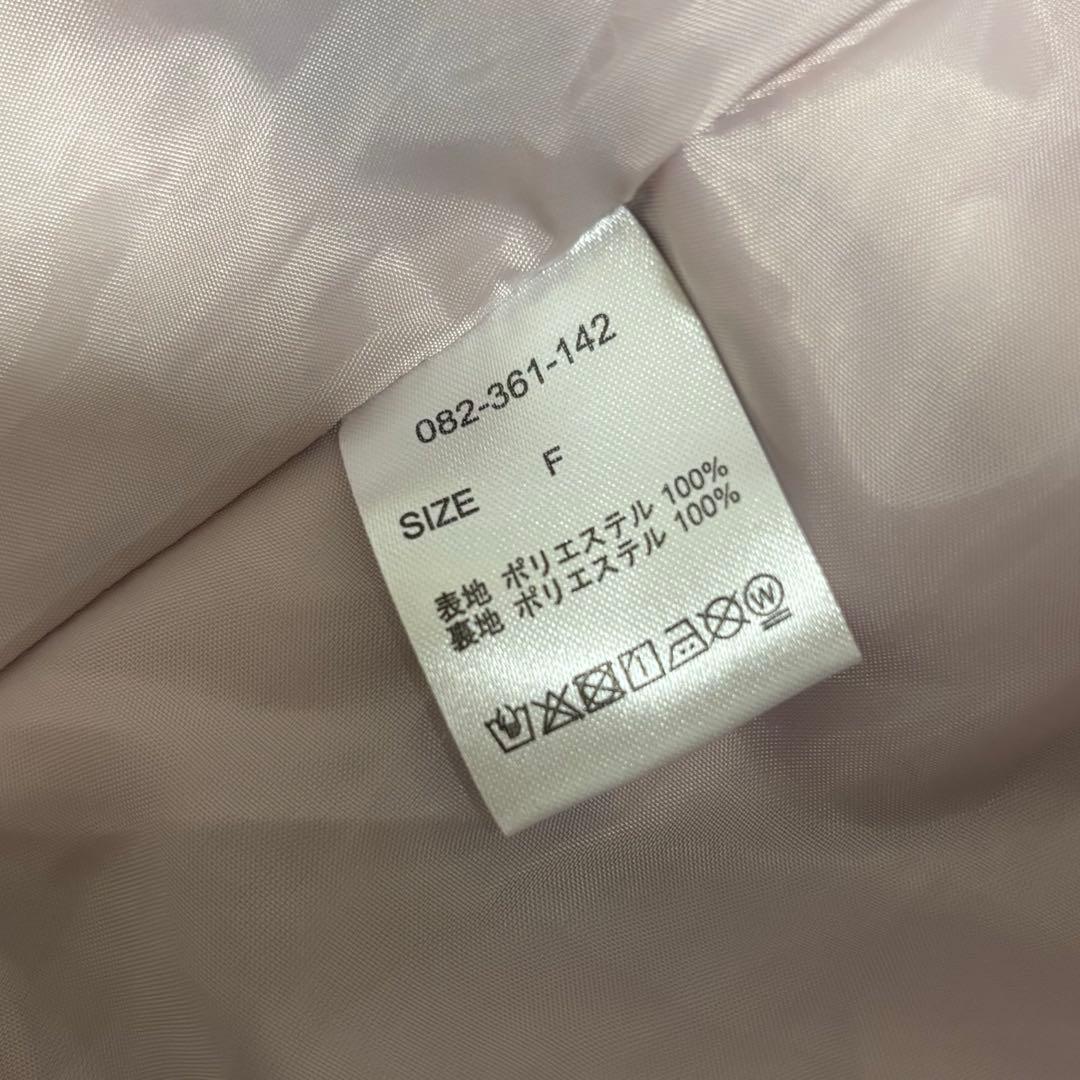 082-361-142
SIZE F
表地 ポリエステル 100%
裏地 ポリエステル 100%
W